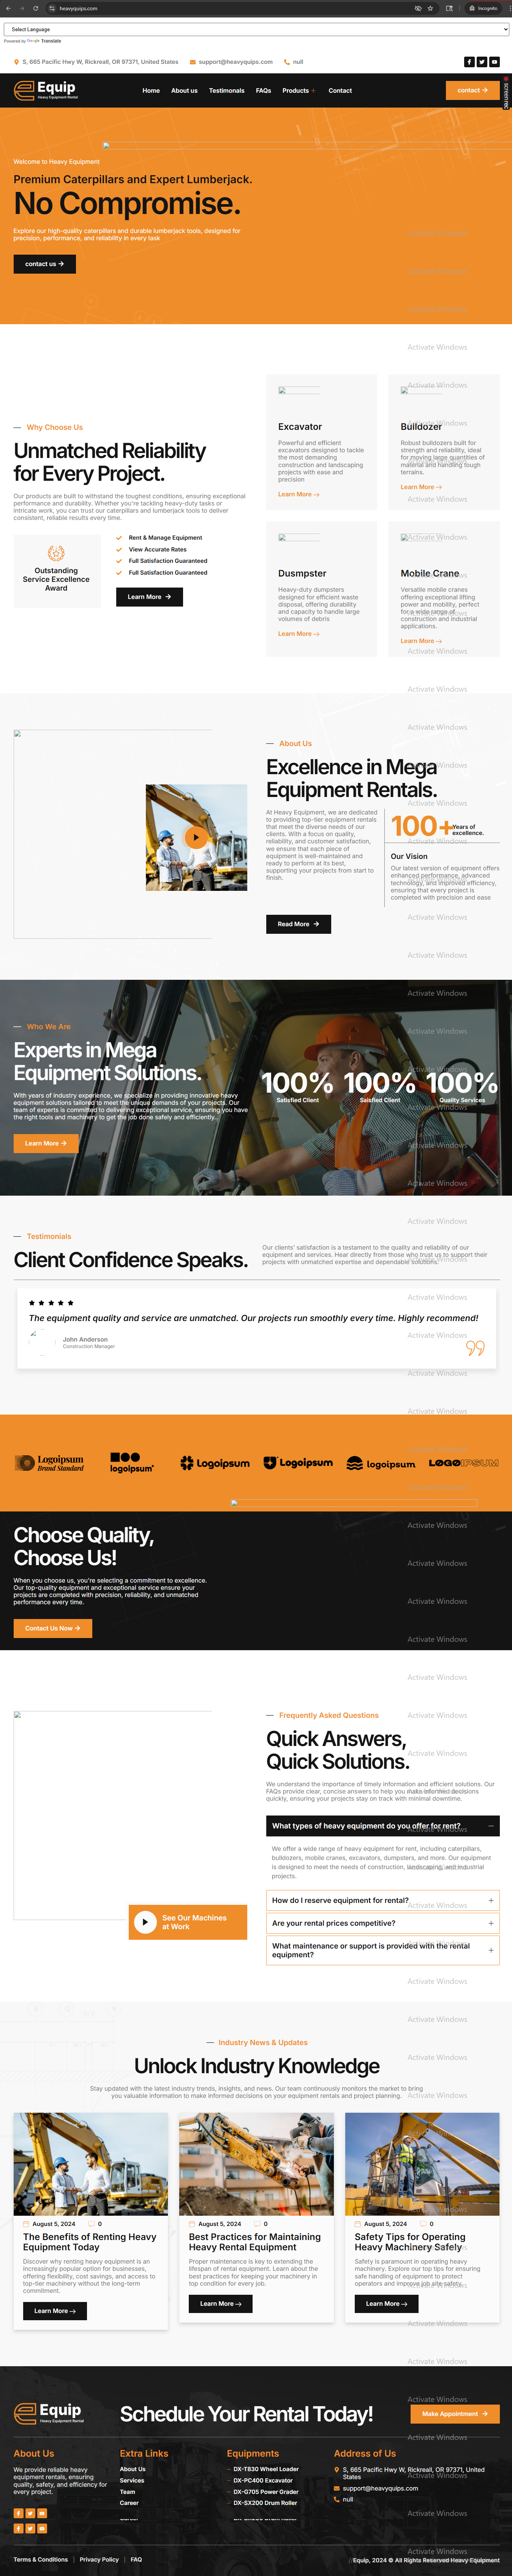 heavyquips.com
Incognito
Select Language
Powered by Google Translate
S, 665 Pacific Hwy W, Rickreall, OR 97371, United States
support@heavyquips.com
null
Equip
Heavy Equipment Rental
Home
About us
Testimonals
FAQs
Products +
Contact
contact
Welcome to Heavy Equipment
Premium Caterpillars and Expert Lumberjack.
No Compromise.
Explore our high-quality caterpillars and durable lumberjack tools, designed for
precision, performance, and reliability in every task
contact us
Why Choose Us
Unmatched Reliability
for Every Project.
Our products are built to withstand the toughest conditions, ensuring exceptional
performance and durability. Whether you're tackling heavy-duty tasks or
intricate work, you can trust our caterpillars and lumberjack tools to deliver
consistent, reliable results every time.
Outstanding
Service Excellence
Award
Rent & Manage Equipment
View Accurate Rates
Full Satisfaction Guaranteed
Full Satisfaction Guaranteed
Learn More
Excavator
Powerful and efficient
excavators designed to tackle
the most demanding
construction and landscaping
projects with ease and
precision
Learn More
Bulldozer
Robust bulldozers built for
strength and reliability, ideal
for moving large quantities of
material and handling tough
terrains.
Learn More
Dusmpster
Heavy-duty dumpsters
designed for efficient waste
disposal, offering durability
and capacity to handle large
volumes of debris
Learn More
Mobile Crane
Versatile mobile cranes
offering exceptional lifting
power and mobility, perfect
for a wide range of
construction and industrial
applications.
Learn More
Activate Windows
About Us
Excellence in Mega
Equipment Rentals.
At Heavy Equipment, we are dedicated
to providing top-tier equipment rentals
that meet the diverse needs of our
clients. With a focus on quality,
reliability, and customer satisfaction,
we ensure that each piece of
equipment is well-maintained and
ready to perform at its best,
supporting your projects from start to
finish.
100+
Years of
excellence.
Our Vision
Our latest version of equipment offers
enhanced performance, advanced
technology, and improved efficiency,
ensuring that every project is
completed with precision and ease
Read More
Who We Are
Experts in Mega
Equipment Solutions.
With years of industry experience, we specialize in providing innovative heavy
equipment solutions tailored to meet the unique demands of your projects. Our
team of experts is committed to delivering exceptional service, ensuring you have
the right tools and machinery to get the job done safely and efficiently..
Learn More
100%
Satisfied Client
100%
Saisfied Client
100%
Quality Services
Testimonials
Client Confidence Speaks.
Our clients' satisfaction is a testament to the quality and reliability of our
equipment and services. Hear directly from those who trust us to support their
projects with unmatched expertise and dependable solutions.
The equipment quality and service are unmatched. Our projects run smoothly every time. Highly recommend!
John Anderson
Construction Manager
Logoipsum
Brand Standard
logoipsum
Logoipsum
Logoipsum
logoipsum
LOGOIPSUM
Choose Quality,
Choose Us!
When you choose us, you're selecting a commitment to excellence.
Our top-quality equipment and exceptional service ensure your
projects are completed with precision, reliability, and unmatched
performance every time.
Contact Us Now
Frequently Asked Questions
Quick Answers,
Quick Solutions.
We understand the importance of timely information and efficient solutions. Our
FAQs provide clear, concise answers to help you make informed decisions
quickly, ensuring your projects stay on track with minimal downtime.
What types of heavy equipment do you offer for rent?
We offer a wide range of heavy equipment for rent, including caterpillars,
bulldozers, mobile cranes, excavators, dumpsters, and more. Our equipment
is designed to meet the needs of construction, landscaping, and industrial
projects.
How do I reserve equipment for rental?
Are your rental prices competitive?
What maintenance or support is provided with the rental
equipment?
See Our Machines
at Work
Industry News & Updates
Unlock Industry Knowledge
Stay updated with the latest industry trends, insights, and news. Our team continuously monitors the market to bring
you valuable information to make informed decisions on your equipment rentals and project planning.
August 5, 2024
0
The Benefits of Renting Heavy
Equipment Today
Discover why renting heavy equipment is an
increasingly popular option for businesses,
offering flexibility, cost savings, and access to
top-tier machinery without the long-term
commitment.
Learn More
August 5, 2024
0
Best Practices for Maintaining
Heavy Rental Equipment
Proper maintenance is key to extending the
lifespan of rental equipment. Learn about the
best practices for keeping your machinery in
top condition for every job.
Learn More
August 5, 2024
0
Safety Tips for Operating
Heavy Machinery Safely
Safety is paramount in operating heavy
machinery. Explore our top tips for ensuring
safe handling of equipment to protect
operators and improve job site safety.
Learn More
Equip
Heavy Equipment Rental
Schedule Your Rental Today!
Make Appointment
About Us
We provide reliable heavy
equipment rentals, ensuring
quality, safety, and efficiency for
every project.
Extra Links
About Us
Services
Team
Career
Equipments
DX-TB30 Wheel Loader
DX-PC400 Excavator
DX-G705 Power Grader
DX-SX200 Drum Roller
Address of Us
S, 665 Pacific Hwy W, Rickreall, OR 97371, United
States
support@heavyquips.com
null
Terms & Conditions
Privacy Policy
FAQ
Equip, 2024 © All Rights Reserved Heavy Equipment